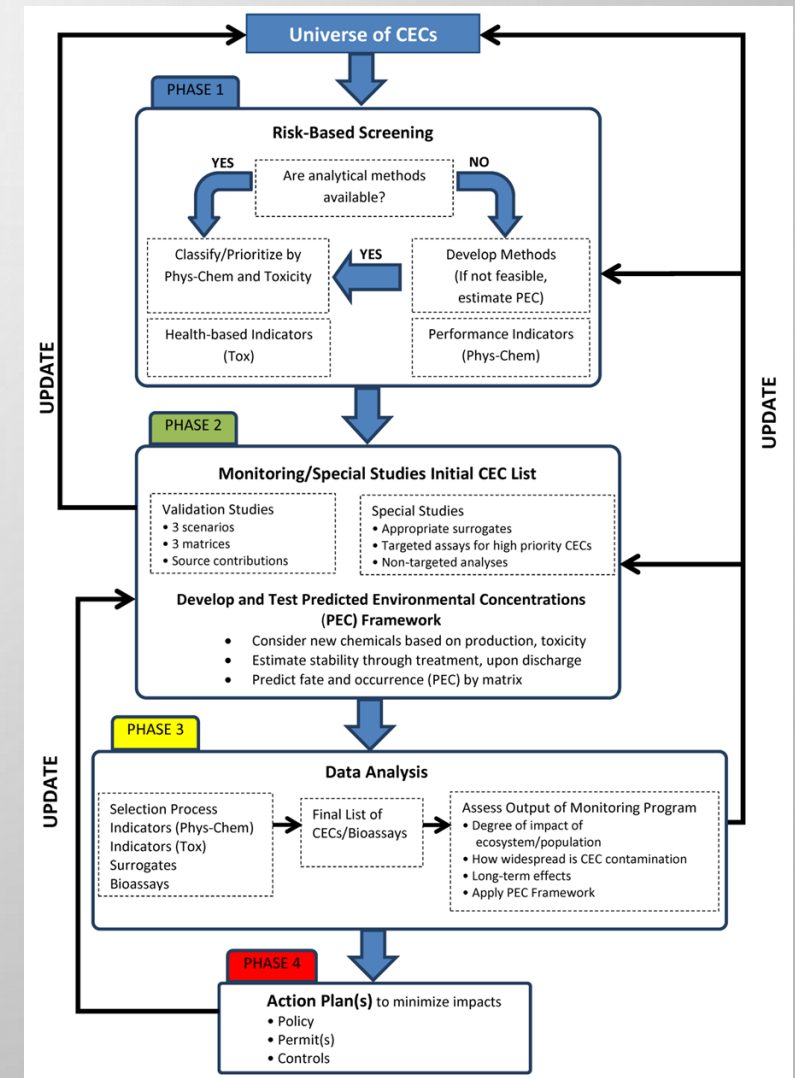 Universe of CECs
PHASE 1
Risk-Based Screening
YES
NO
Are analytical methods
available?
Classify/Prioritize by
Phys-Chem and Toxicity
YES
Develop Methods
(If not feasible,
estimate PEC)
Health-based Indicators
(Tox)
Performance Indicators
(Phys-Chem)
UPDATE
UPDATE
PHASE 2
Monitoring/Special Studies Initial CEC List
Validation Studies
• 3 scenarios
• 3 matrices
• Source contributions
Special Studies
• Appropriate surrogates
• Targeted assays for high priority CECs
• Non-targeted analyses
Develop and Test Predicted Environmental Concentrations
(PEC) Framework
• Consider new chemicals based on production, toxicity
• Estimate stability through treatment, upon discharge
• Predict fate and occurrence (PEC) by matrix
PHASE 3
UPDATE
Data Analysis
Selection Process
Indicators (Phys-Chem)
Indicators (Tox)
Surrogates
Bioassays
Final List of
CECs/Bioassays
Assess Output of Monitoring Program
• Degree of impact of
ecosystem/population
• How widespread is CEC contamination
• Long-term effects
• Apply PEC Framework
PHASE 4
Action Plan(s) to minimize impacts
• Policy
• Permit(s)
• Controls